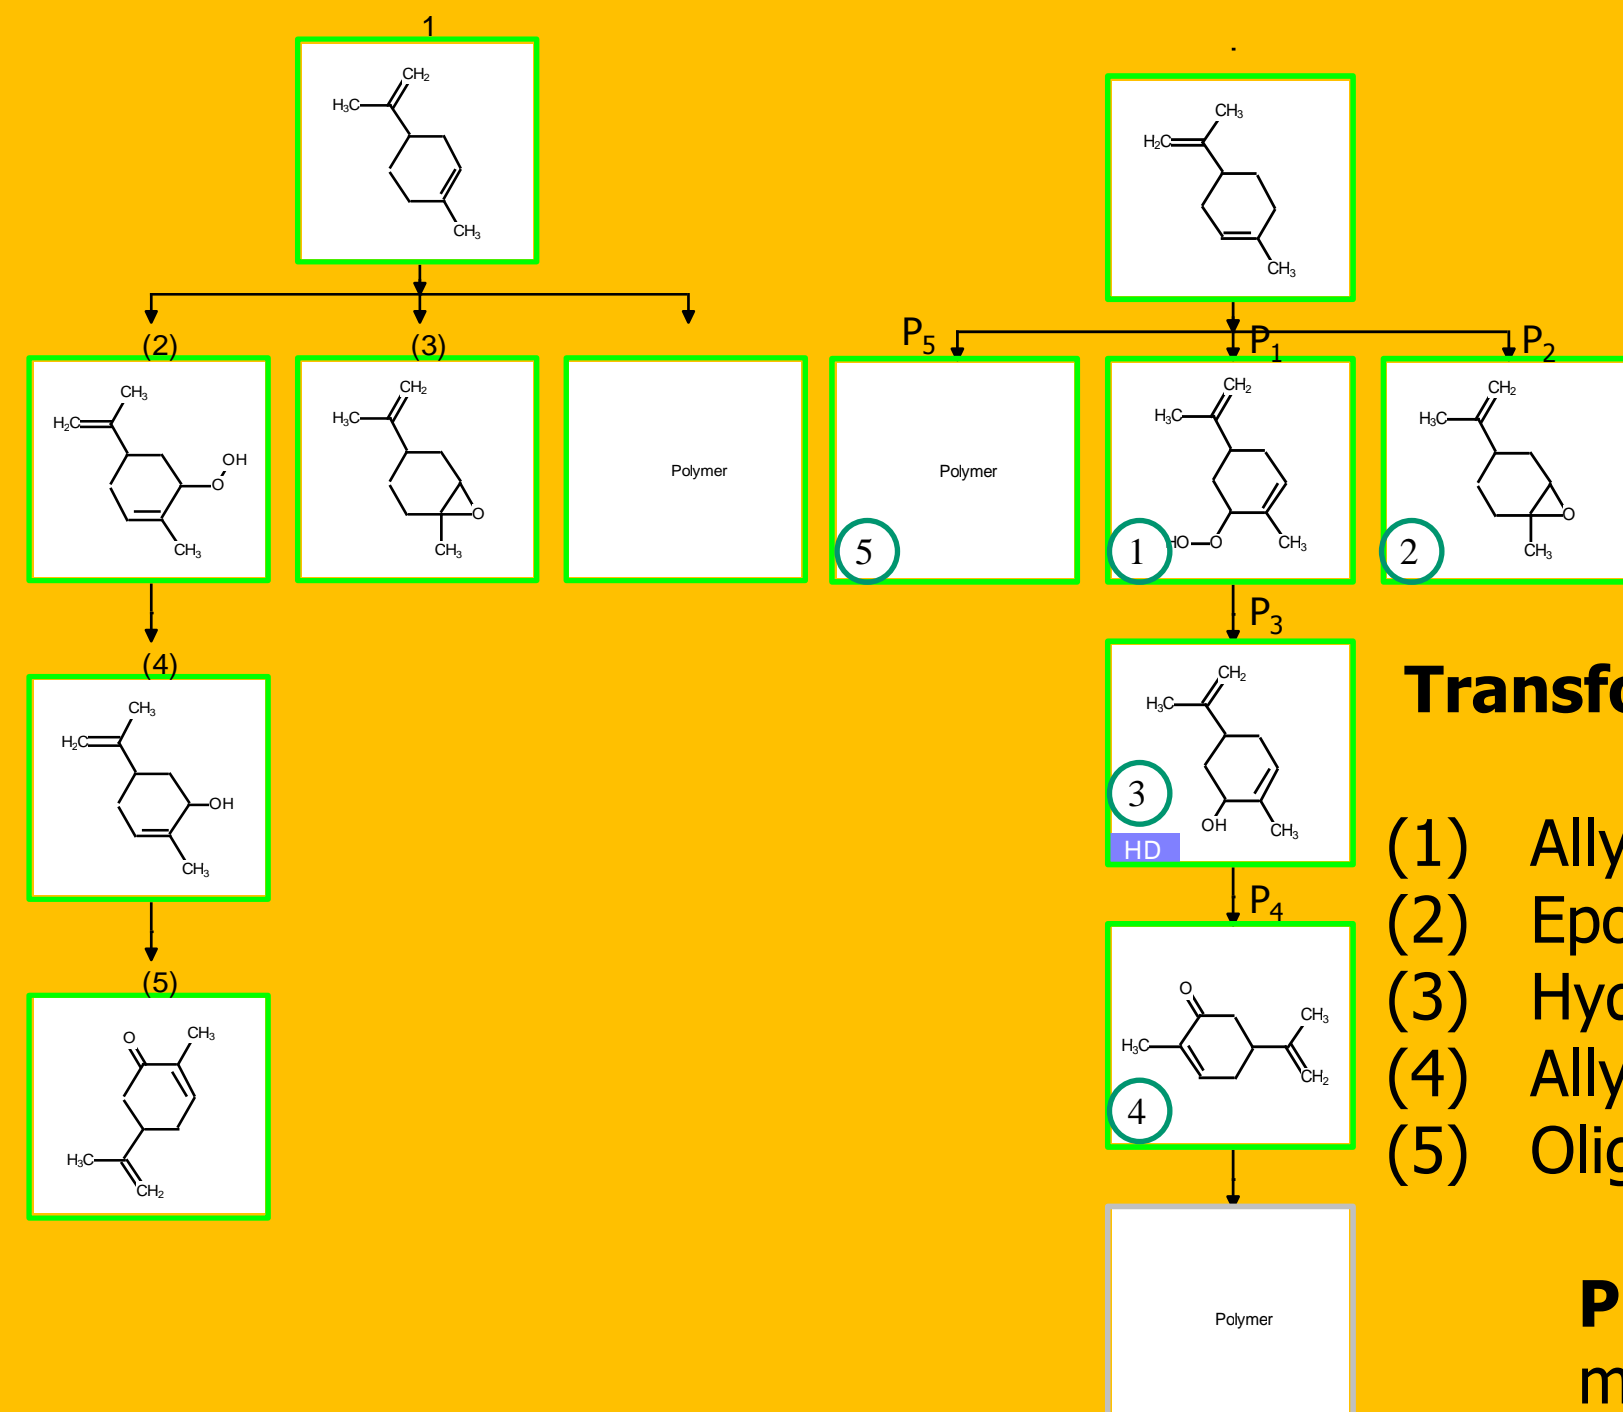 1
CH₂
H₃C
CH₃
CH₃
H₂C
CH₃
P₅
P₁
P₂
(2)
(3)
CH₃
H₂C
OH
O
CH₃
CH₂
H₃C
O
CH₃
Polymer
Polymer
5
CH₂
H₃C
HO
O
CH₃
1
CH₂
H₃C
O
CH₃
2
P₃
(4)
CH₃
H₂C
OH
CH₃
CH₂
H₃C
OH
CH₃
3
HD
P₄
(5)
O
CH₃
H₃C
CH₂
O
CH₃
H₃C
CH₂
4
Polymer
Transfo
(1) Ally
(2) Epo
(3) Hyd
(4) Ally
(5) Olig
P
m